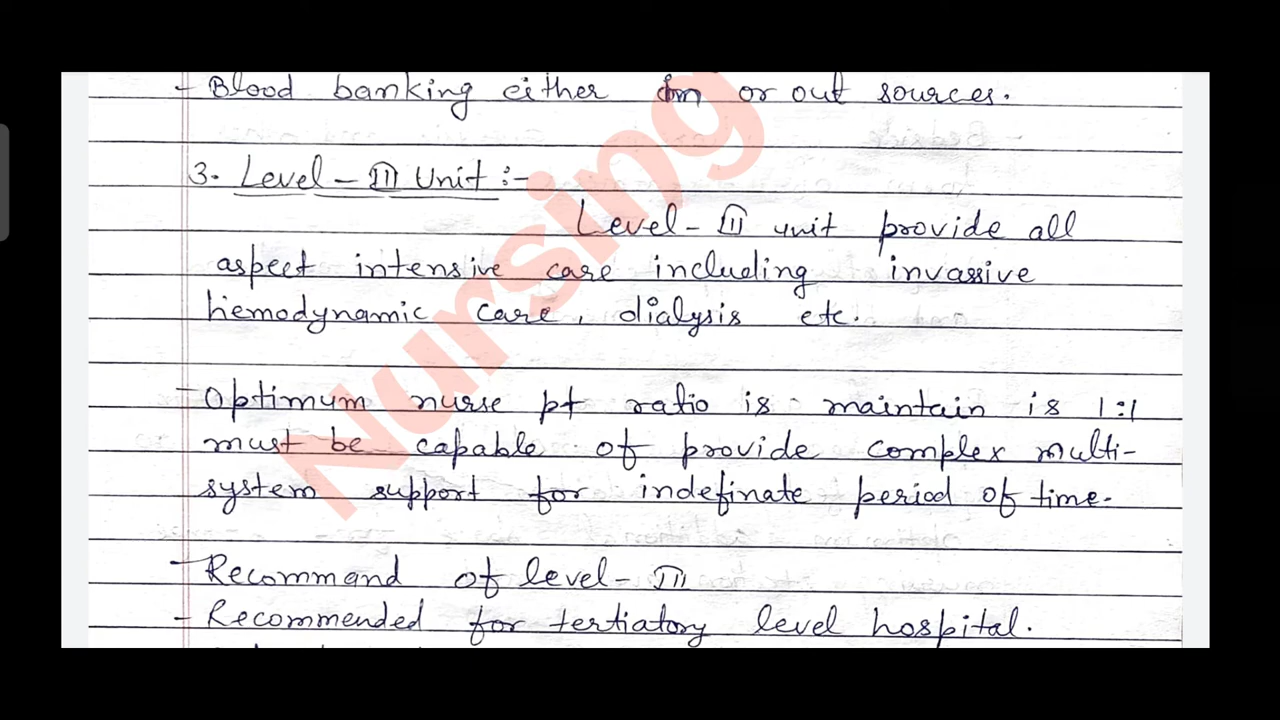 - Blood banking either in or out sources.
3. Level - III Unit :-
Level - III unit provide all
aspect intensive care including invassive
hemodynamic care, dialysis etc.
- Optimum nurse pt ratio is maintain is 1:1
must be capable of provide complex multi-
system support for indefinate period of time.
- Recommand of level - III
- Recommended for tertiatory level hospital.
Nursing